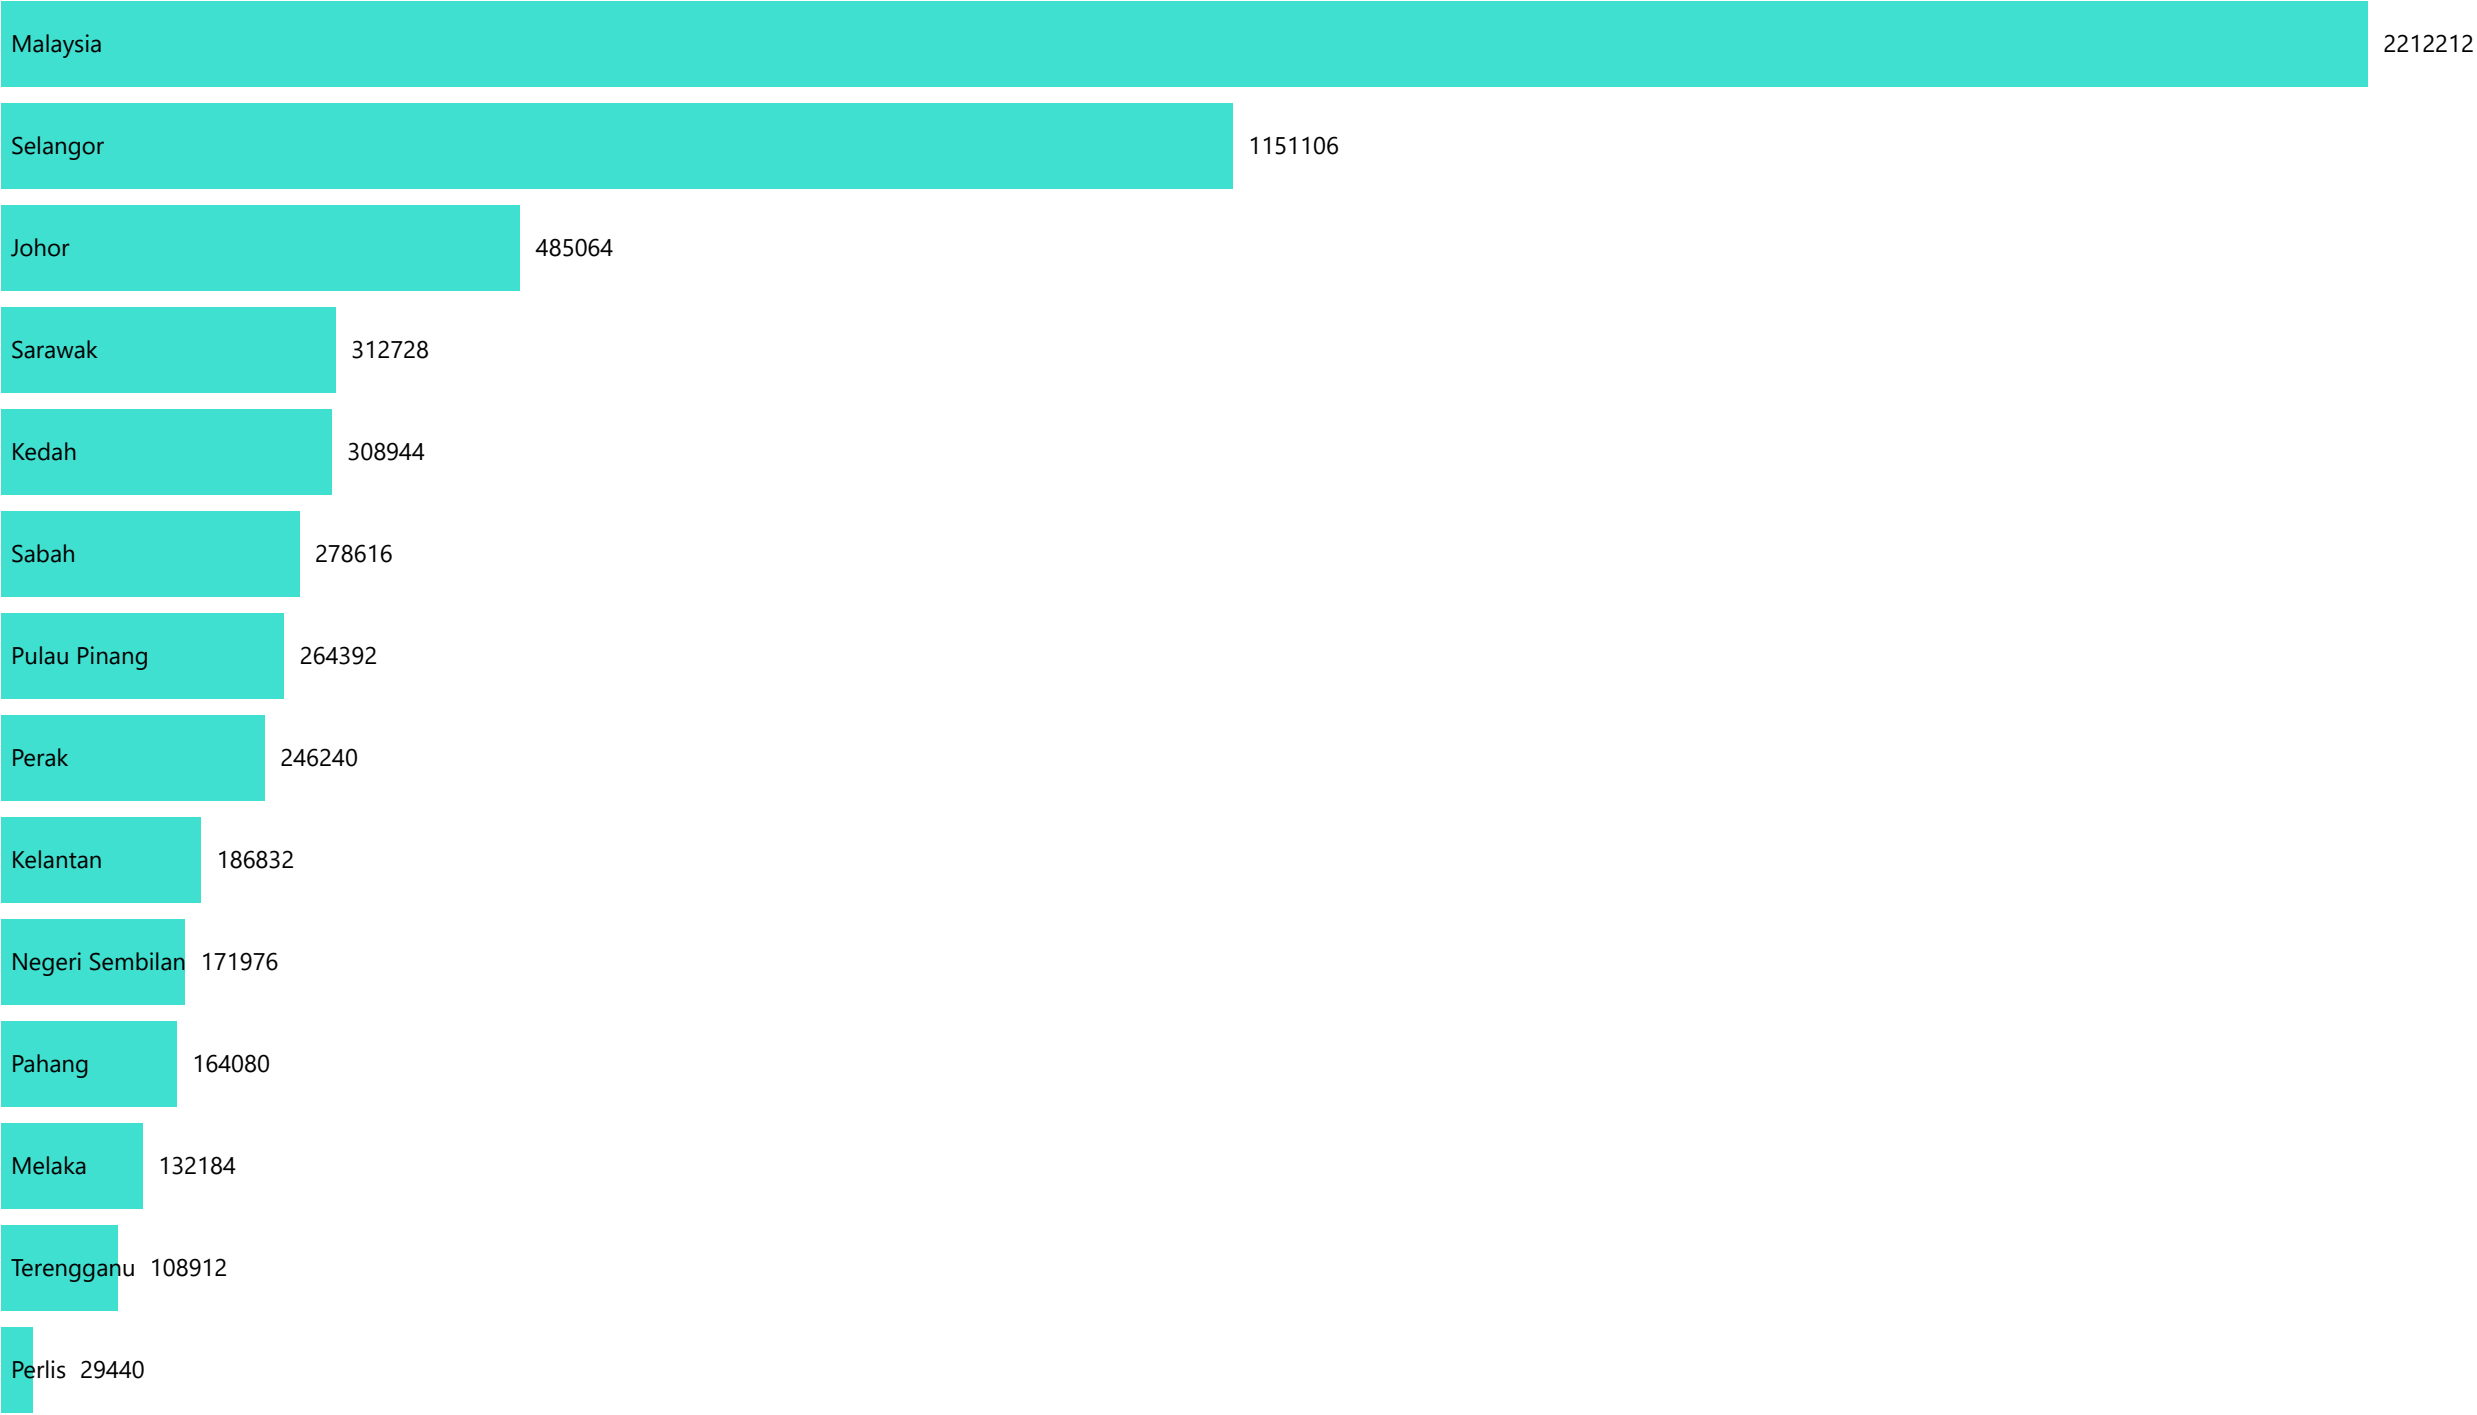 Malaysia 2212212
Selangor 1151106
Johor 485064
Sarawak 312728
Kedah 308944
Sabah 278616
Pulau Pinang 264392
Perak 246240
Kelantan 186832
Negeri Sembilan 171976
Pahang 164080
Melaka 132184
Terengganu 108912
Perlis 29440